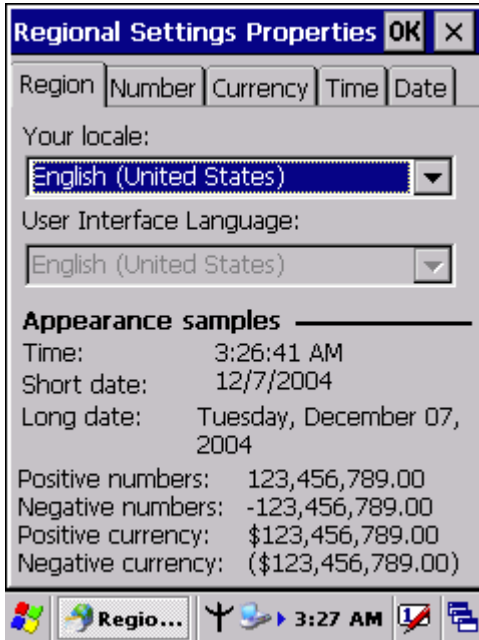 Regional Settings Properties OK ×
Region Number Currency Time Date
Your locale:
English (United States)
User Interface Language:
English (United States)
Appearance samples
Time: 3:26:41 AM
Short date: 12/7/2004
Long date: Tuesday, December 07,
2004
Positive numbers: 123,456,789.00
Negative numbers: -123,456,789.00
Positive currency: $123,456,789.00
Negative currency: ($123,456,789.00)
Regio... 3:27 AM